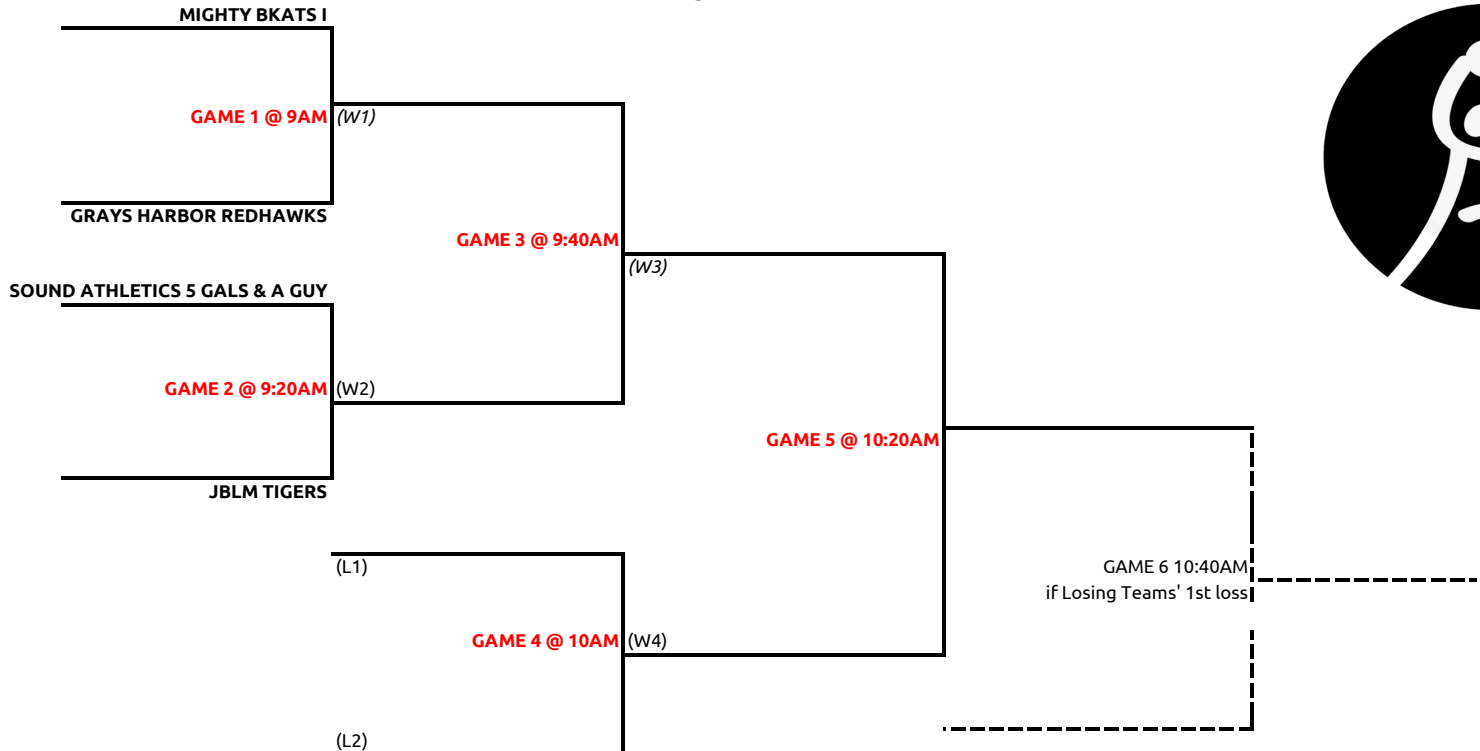 MIGHTY BKATS I
GAME 1 @ 9AM (W1)
GRAYS HARBOR REDHAWKS
GAME 3 @ 9:40AM
(W3)
SOUND ATHLETICS 5 GALS & A GUY
GAME 2 @ 9:20AM (W2)
GAME 5 @ 10:20AM
JBLM TIGERS
(L1)
GAME 6 10:40AM
if Losing Teams' 1st loss
GAME 4 @ 10AM (W4)
(L2)